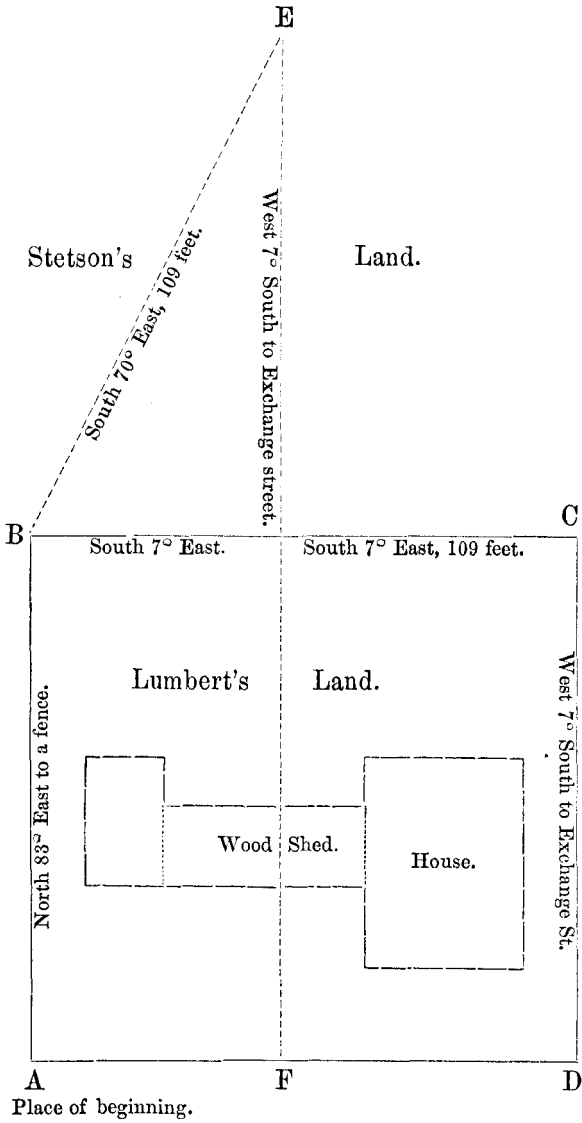 E
Stetson's
Land.
South 70° East, 109 feet.
West 7° South to Exchange street.
B
C
South 7° East.
South 7° East, 109 feet.
Lumbert's
Land.
North 83° East to a fence.
West 7° South to Exchange St.
Wood Shed.
House.
A
F
D
Place of beginning.